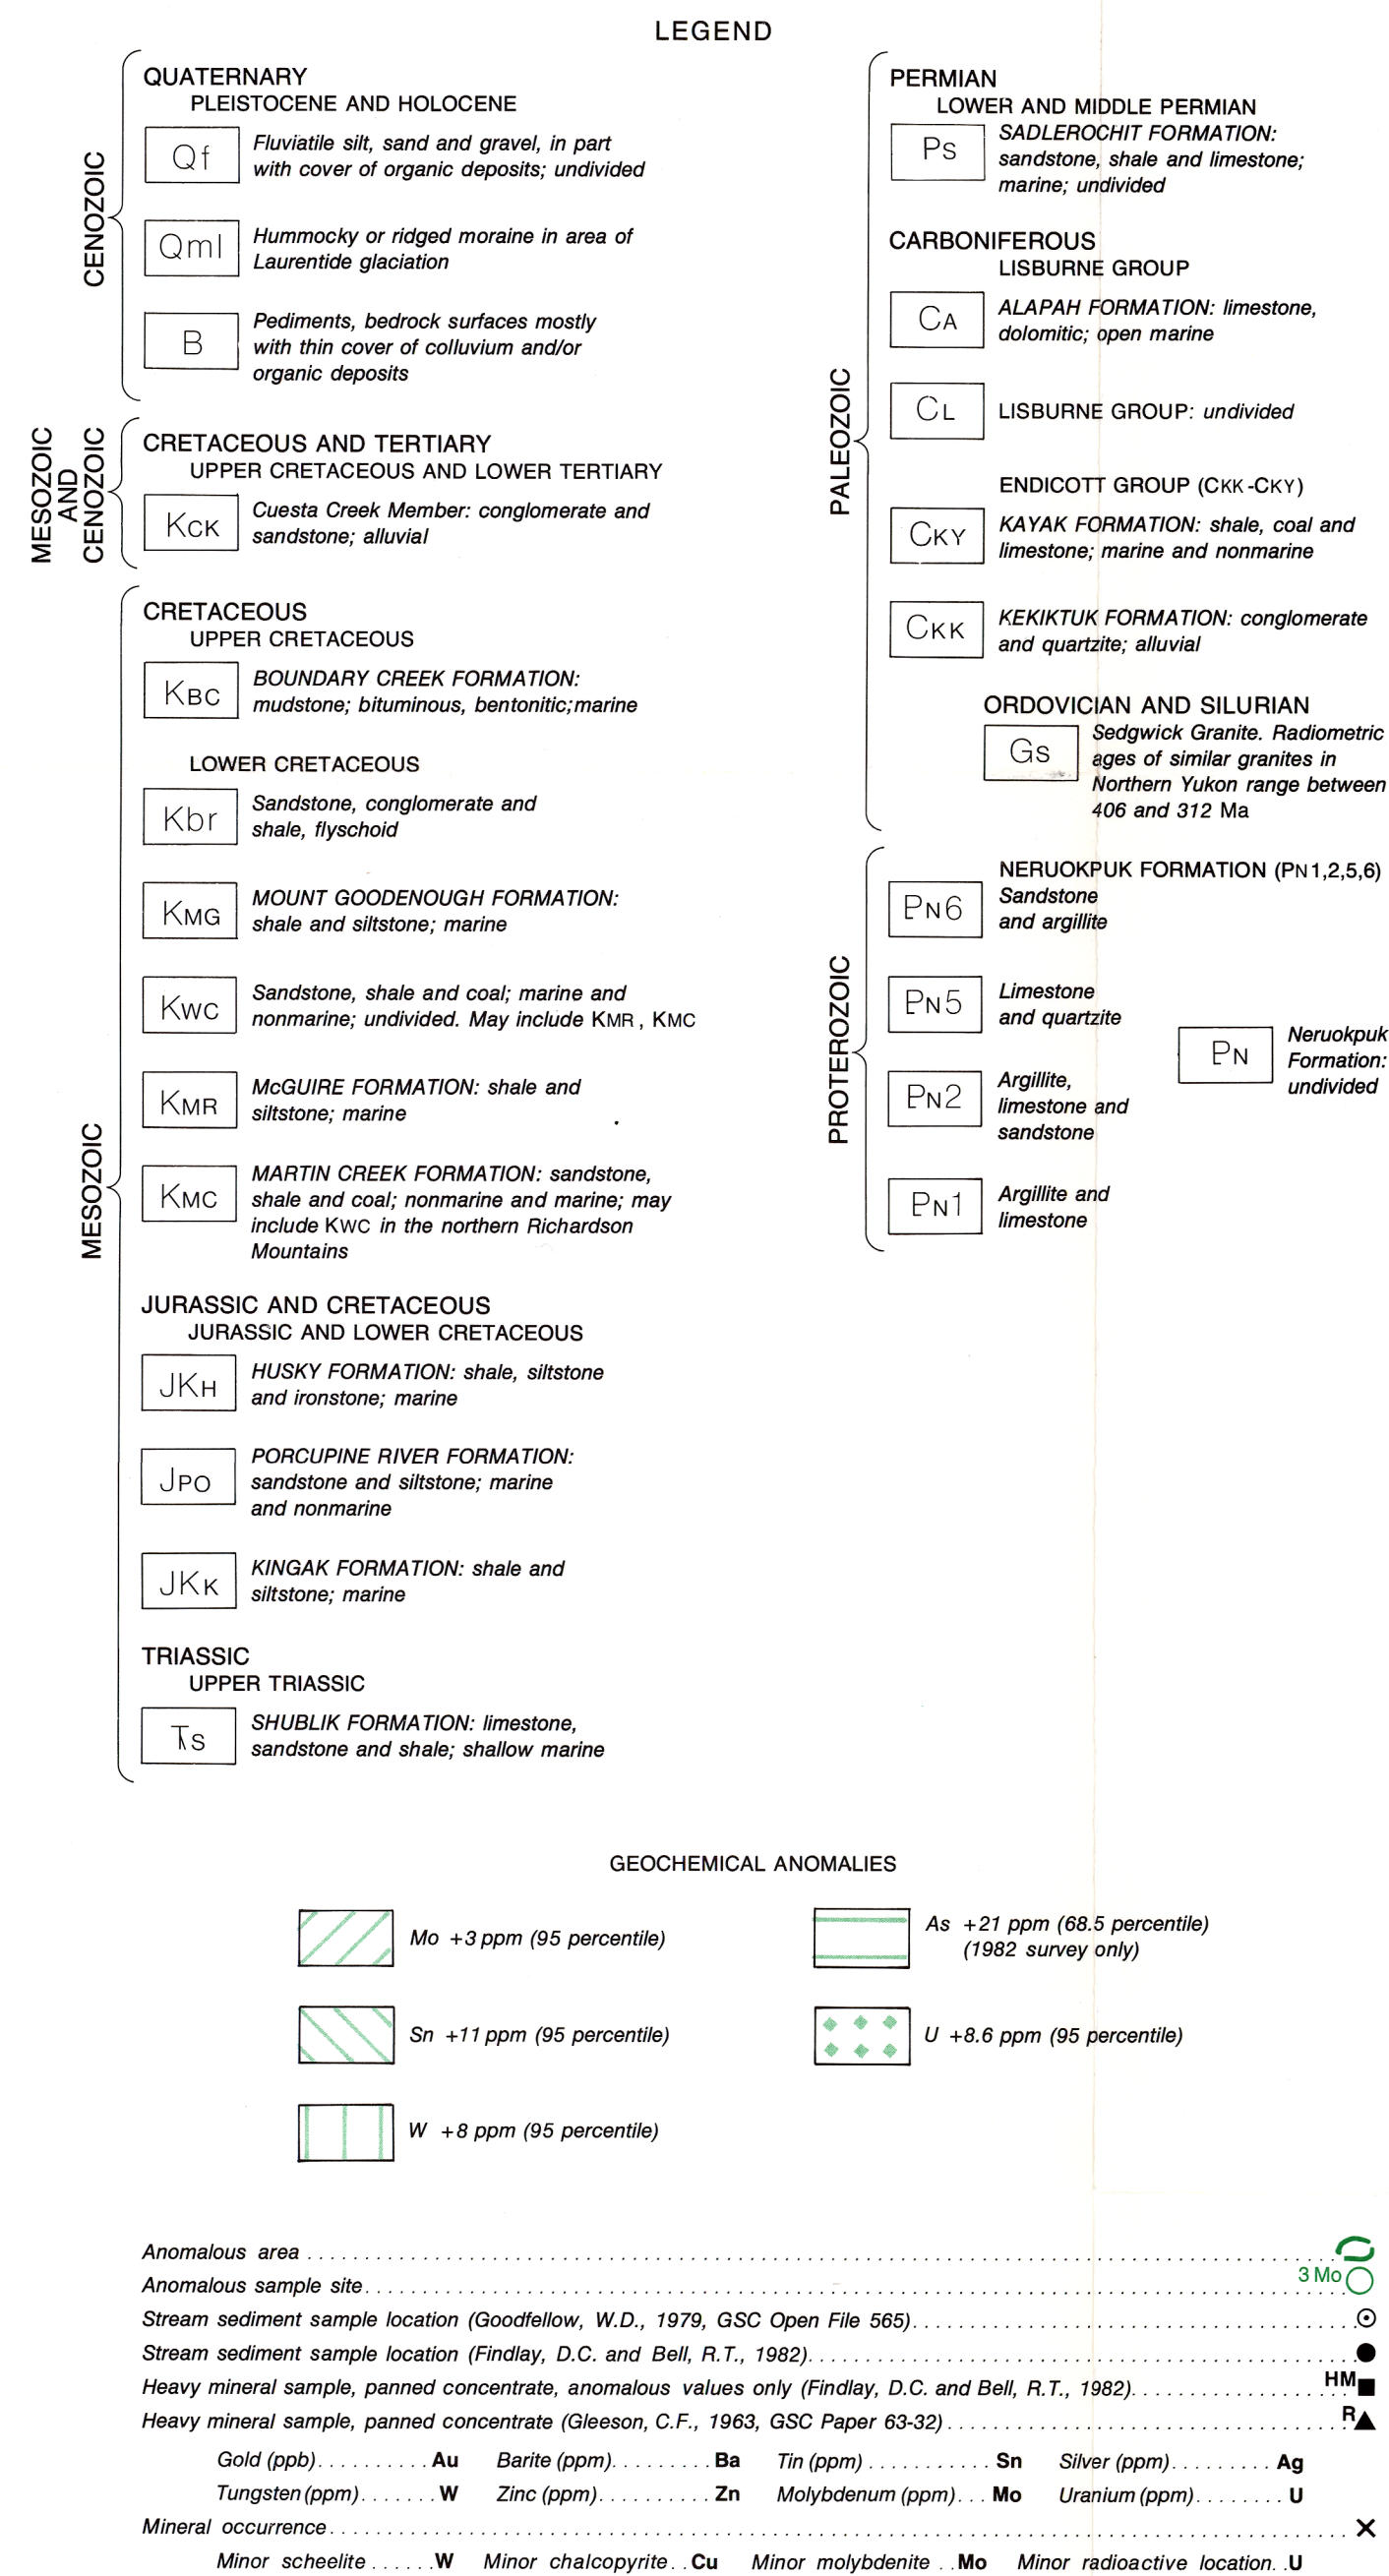 LEGEND
CENOZOIC
QUATERNARY
PLEISTOCENE AND HOLOCENE
Qf
Fluviatile silt, sand and gravel, in part
with cover of organic deposits; undivided
Qml
Hummocky or ridged moraine in area of
Laurentide glaciation
B
Pediments, bedrock surfaces mostly
with thin cover of colluvium and/or
organic deposits
MESOZOIC
AND
CENOZOIC
CRETACEOUS AND TERTIARY
UPPER CRETACEOUS AND LOWER TERTIARY
KCK
Cuesta Creek Member: conglomerate and
sandstone; alluvial
MESOZOIC
CRETACEOUS
UPPER CRETACEOUS
KBC
BOUNDARY CREEK FORMATION:
mudstone; bituminous, bentonitic; marine
LOWER CRETACEOUS
Kbr
Sandstone, conglomerate and
shale, flyschoid
KMG
MOUNT GOODENOUGH FORMATION:
shale and siltstone; marine
KWC
Sandstone, shale and coal; marine and
nonmarine; undivided. May include KMR, KMC
KMR
McGUIRE FORMATION: shale and
siltstone; marine
KMC
MARTIN CREEK FORMATION: sandstone,
shale and coal; nonmarine and marine; may
include KWC in the northern Richardson
Mountains
JURASSIC AND CRETACEOUS
JURASSIC AND LOWER CRETACEOUS
JKH
HUSKY FORMATION: shale, siltstone
and ironstone; marine
JPO
PORCUPINE RIVER FORMATION:
sandstone and siltstone; marine
and nonmarine
JKK
KINGAK FORMATION: shale and
siltstone; marine
TRIASSIC
UPPER TRIASSIC
Ts
SHUBLIK FORMATION: limestone,
sandstone and shale; shallow marine
PALEOZOIC
PERMIAN
LOWER AND MIDDLE PERMIAN
Ps
SADLEROCHIT FORMATION:
sandstone, shale and limestone;
marine; undivided
CARBONIFEROUS
LISBURNE GROUP
CA
ALAPAH FORMATION: limestone,
dolomitic; open marine
CL
LISBURNE GROUP: undivided
ENDICOTT GROUP (CKK-CKY)
CKY
KAYAK FORMATION: shale, coal and
limestone; marine and nonmarine
CKK
KEKIKTUK FORMATION: conglomerate
and quartzite; alluvial
ORDOVICIAN AND SILURIAN
Gs
Sedgwick Granite. Radiometric
ages of similar granites in
Northern Yukon range between
406 and 312 Ma
PROTEROZOIC
NERUOKPUK FORMATION (PN1,2,5,6)
PN6
Sandstone
and argillite
PN5
Limestone
and quartzite
PN
Neruokpuk
Formation:
undivided
PN2
Argillite,
limestone and
sandstone
PN1
Argillite and
limestone
GEOCHEMICAL ANOMALIES
Mo +3 ppm (95 percentile)
As +21 ppm (68.5 percentile)
(1982 survey only)
Sn +11 ppm (95 percentile)
U +8.6 ppm (95 percentile)
W +8 ppm (95 percentile)
Anomalous area
Anomalous sample site 3 Mo
Stream sediment sample location (Goodfellow, W.D., 1979, GSC Open File 565)
Stream sediment sample location (Findlay, D.C. and Bell, R.T., 1982)
Heavy mineral sample, panned concentrate, anomalous values only (Findlay, D.C. and Bell, R.T., 1982) HM
Heavy mineral sample, panned concentrate (Gleeson, C.F., 1963, GSC Paper 63-32) R
Gold (ppb) Au Barite (ppm) Ba Tin (ppm) Sn Silver (ppm) Ag
Tungsten (ppm) W Zinc (ppm) Zn Molybdenum (ppm) Mo Uranium (ppm) U
Mineral occurrence X
Minor scheelite W Minor chalcopyrite Cu Minor molybdenite Mo Minor radioactive location U